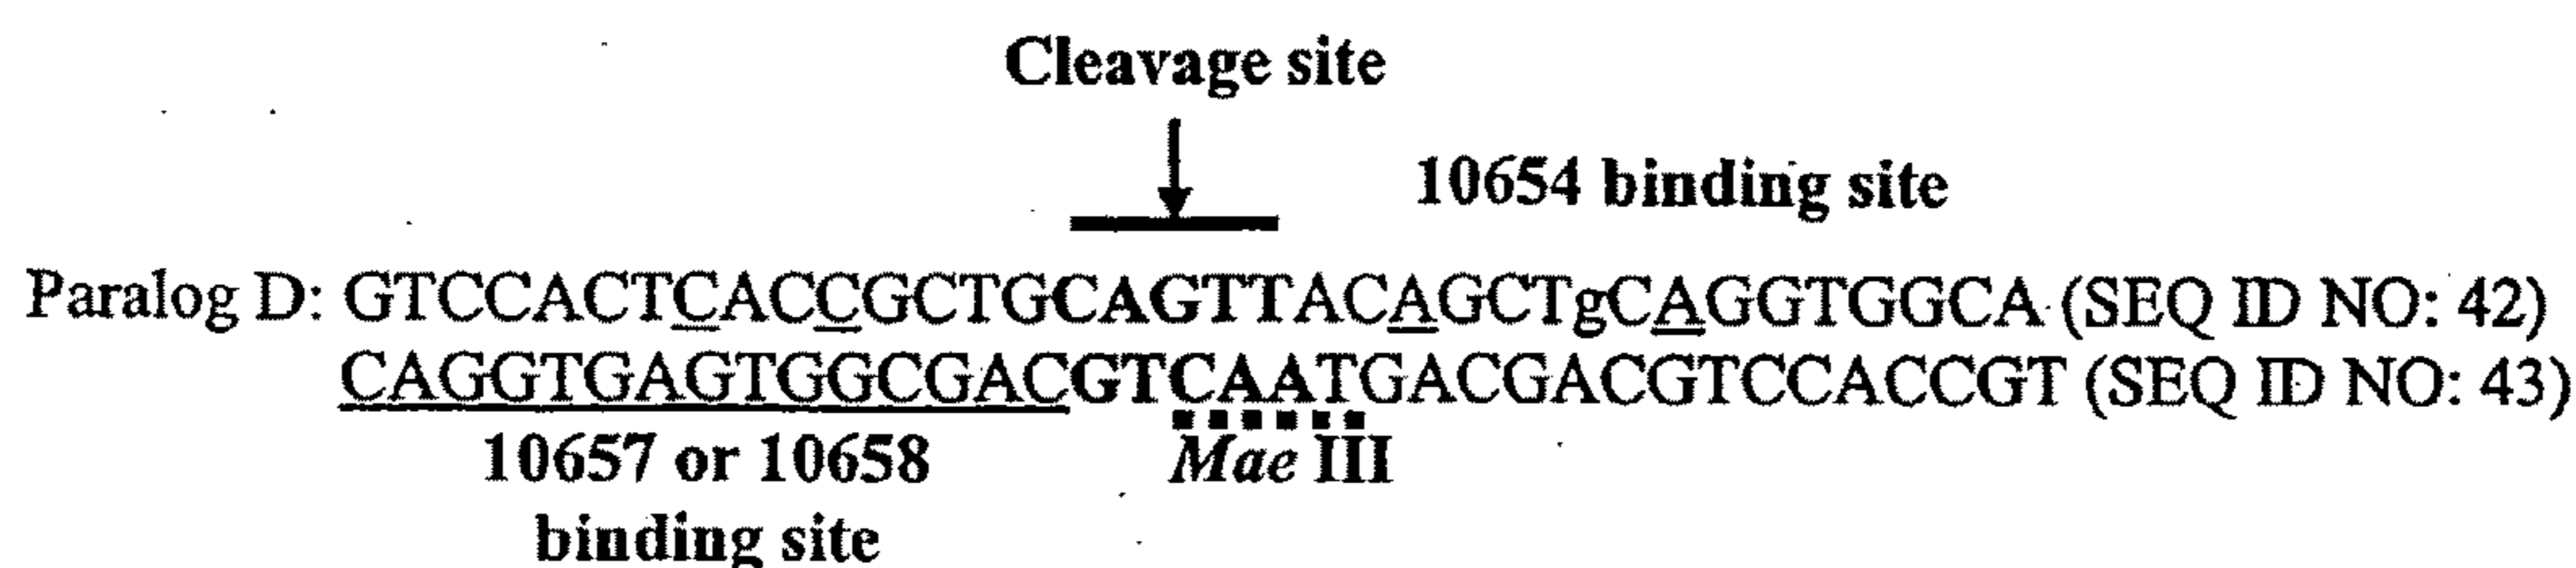 Cleavage site
10654 binding site
Paralog D: GTCCACTCACCGCTGCAGTTACAGCTgCAGGTGGCA (SEQ ID NO: 42)
CAGGTGAGTGGCGACGTCAATGACGACGTCCACCGT (SEQ ID NO: 43)
10657 or 10658 Mae III
binding site